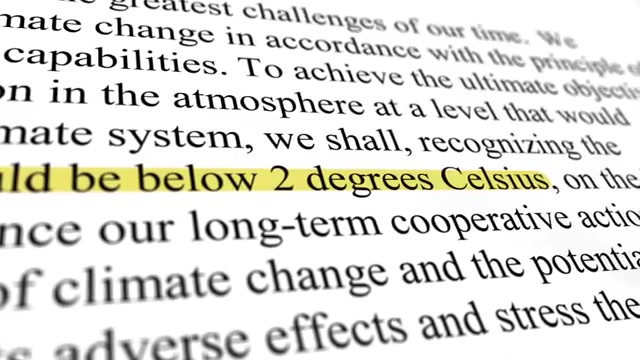 greatest challenges of our time. We
mate change in accordance with the principle of
capabilities. To achieve the ultimate objectiv
on in the atmosphere at a level that would
mate system, we shall, recognizing the
uld be below 2 degrees Celsius, on the
nce our long-term cooperative actio
of climate change and the potentia
ts adverse effects and stress the